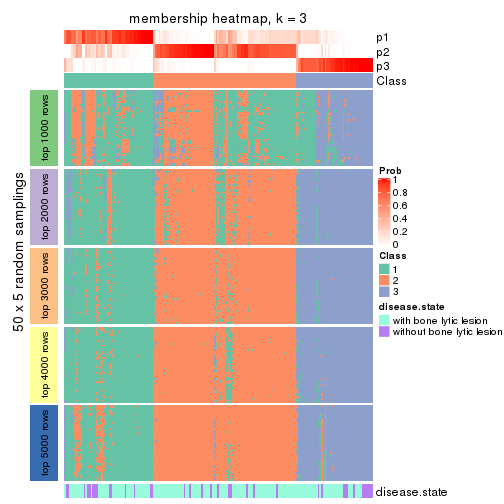 membership heatmap, k = 3
p1
p2
p3
Class
50 x 5 random samplings
top 1000 rows
top 2000 rows
top 3000 rows
top 4000 rows
top 5000 rows
disease.state
Prob
1
0.8
0.6
0.4
0.2
0
Class
1
2
3
disease.state
with bone lytic lesion
without bone lytic lesion